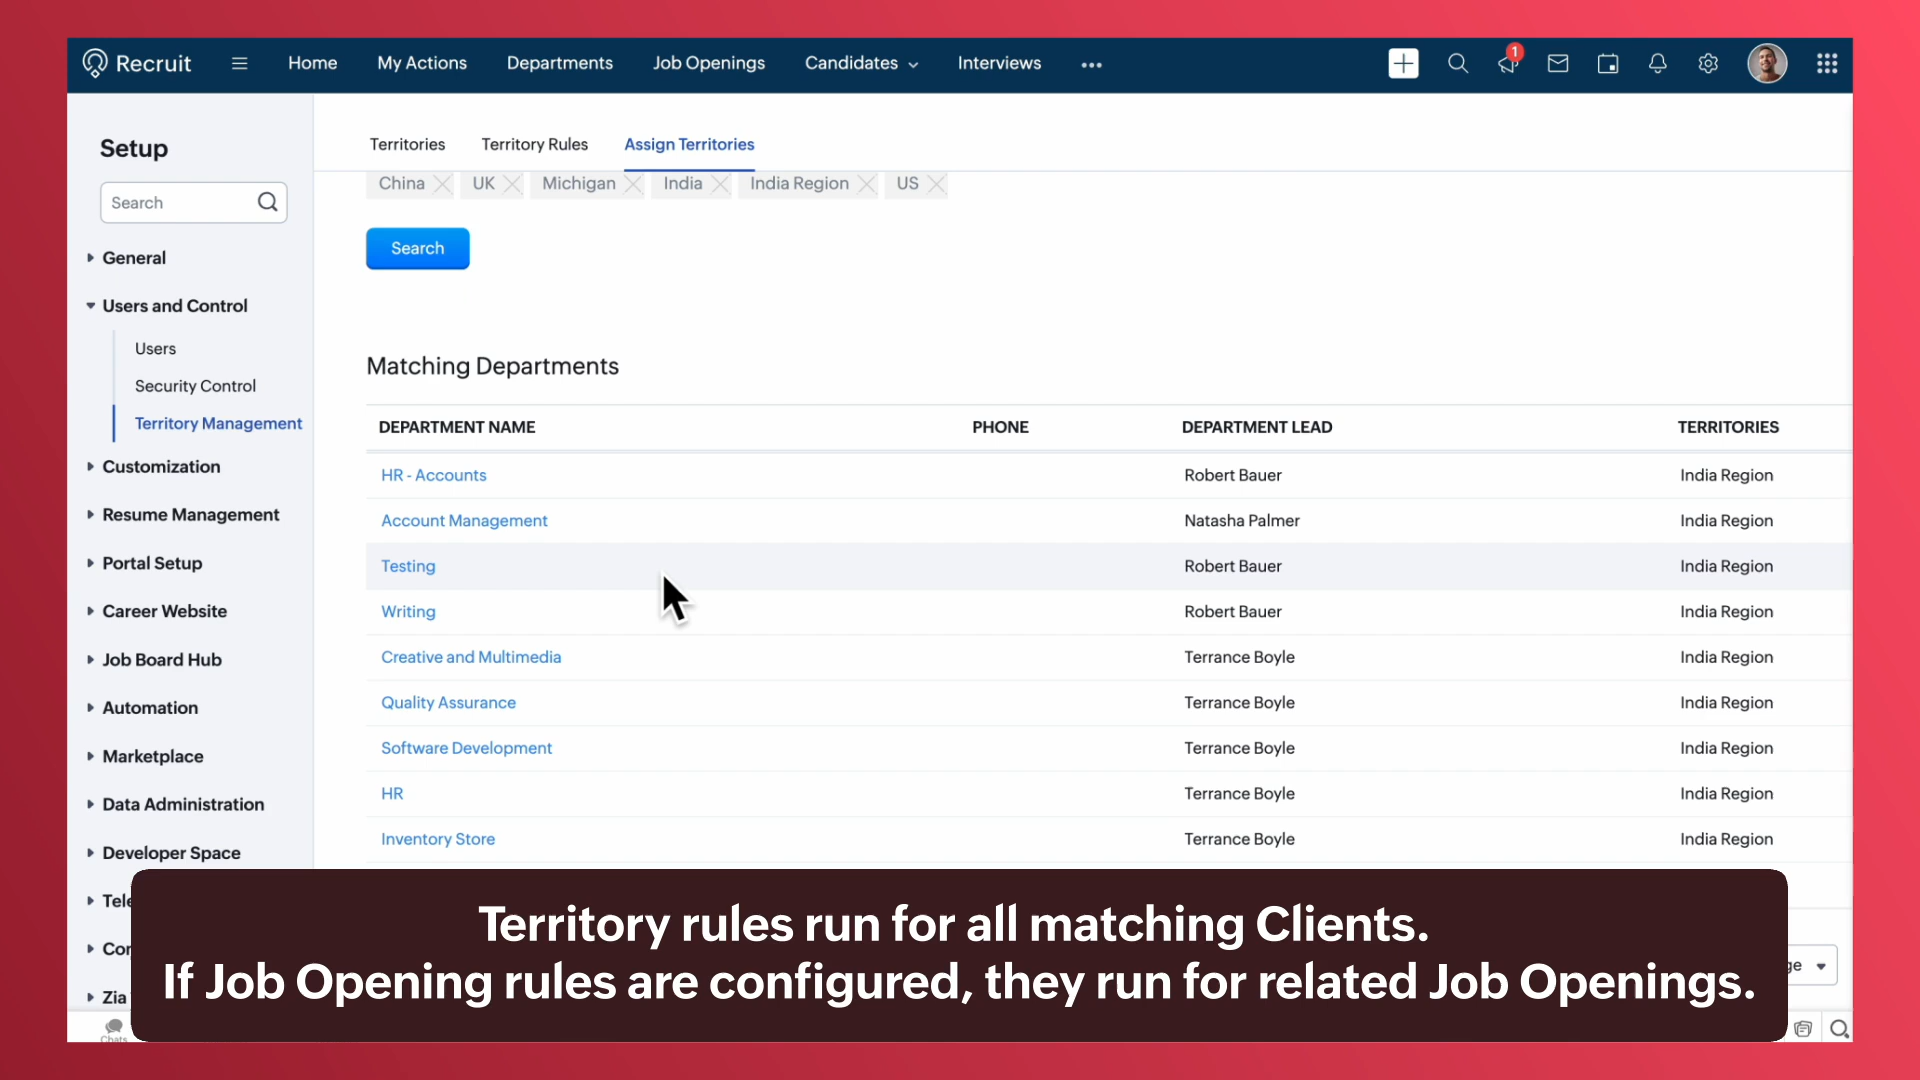 Recruit
Home
My Actions
Departments
Job Openings
Candidates
Interviews
1
Setup
Search
General
Users and Control
Users
Security Control
Territory Management
Customization
Resume Management
Portal Setup
Career Website
Job Board Hub
Automation
Marketplace
Data Administration
Developer Space
Zia
Chats
Territories
Territory Rules
Assign Territories
China
UK
Michigan
India
India Region
US
Search
Matching Departments
DEPARTMENT NAME PHONE DEPARTMENT LEAD TERRITORIES
HR - Accounts Robert Bauer India Region
Account Management Natasha Palmer India Region
Testing Robert Bauer India Region
Writing Robert Bauer India Region
Creative and Multimedia Terrance Boyle India Region
Quality Assurance Terrance Boyle India Region
Software Development Terrance Boyle India Region
HR Terrance Boyle India Region
Inventory Store Terrance Boyle India Region
Territory rules run for all matching Clients.
If Job Opening rules are configured, they run for related Job Openings.